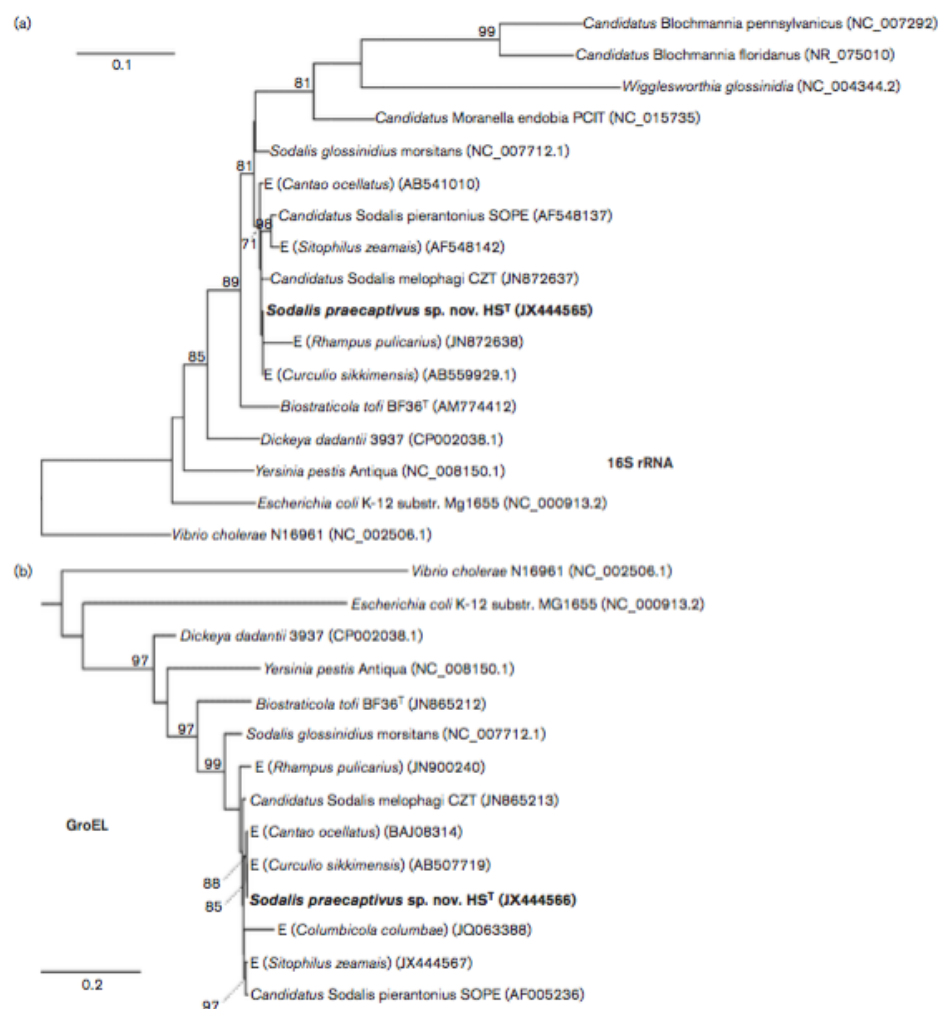 (a)
Candidatus Blochmannia pennsylvanicus (NC_007292)
99
0.1
Candidatus Blochmannia floridanus (NR_075010)
81
Wigglesworthia glossinidia (NC_004344.2)
Candidatus Moranella endobia PCIT (NC_015735)
Sodalis glossinidius morsitans (NC_007712.1)
81
E (Cantao ocellatus) (AB541010)
Candidatus Sodalis pierantonius SOPE (AF548137)
98
71
E (Sitophilus zeamais) (AF548142)
89
Candidatus Sodalis melophagi CZT (JN872637)
Sodalis praecaptivus sp. nov. HSᵀ (JX444565)
E (Rhampus pulicarius) (JN872638)
85
E (Curculio sikkimensis) (AB559929.1)
Biostraticola tofi BF36ᵀ (AM774412)
Dickeya dadantii 3937 (CP002038.1)
16S rRNA
Yersinia pestis Antiqua (NC_008150.1)
Escherichia coli K-12 substr. Mg1655 (NC_000913.2)
Vibrio cholerae N16961 (NC_002506.1)
(b)
Vibrio cholerae N16961 (NC_002506.1)
Escherichia coli K-12 substr. MG1655 (NC_000913.2)
Dickeya dadantii 3937 (CP002038.1)
97
Yersinia pestis Antiqua (NC_008150.1)
Biostraticola tofi BF36ᵀ (JN865212)
97
Sodalis glossinidius morsitans (NC_007712.1)
99
E (Rhampus pulicarius) (JN900240)
Candidatus Sodalis melophagi CZT (JN865213)
GroEL
E (Cantao ocellatus) (BAJ08314)
E (Curculio sikkimensis) (AB507719)
88
85
Sodalis praecaptivus sp. nov. HSᵀ (JX444566)
E (Columbicola columbae) (JQ063388)
E (Sitophilus zeamais) (JX444567)
0.2
Candidatus Sodalis pierantonius SOPE (AF005236)
97